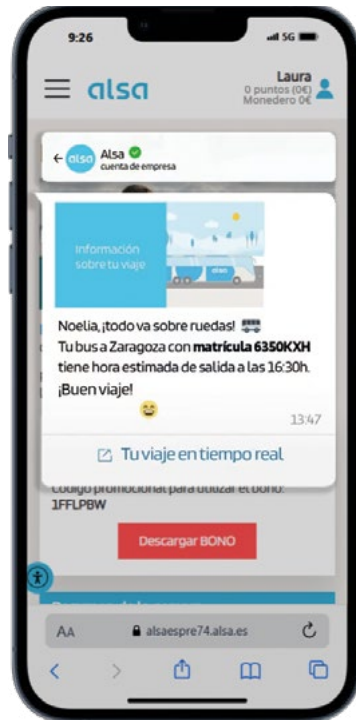 9:26
5G
alsa
Laura
0 puntos (0€)
Monedero 0€
alsa
Alsa
cuenta de empresa
Información
sobre tu viaje
alsa
Noelia, ¡todo va sobre ruedas!
Tu bus a Zaragoza con matrícula 6350KXH
tiene hora estimada de salida a las 16:30h.
¡Buen viaje!
13:47
Tu viaje en tiempo real
Código promocional para utilizar el bono:
1FFLPBW
Descargar BONO
AA
alsaespre74.alsa.es